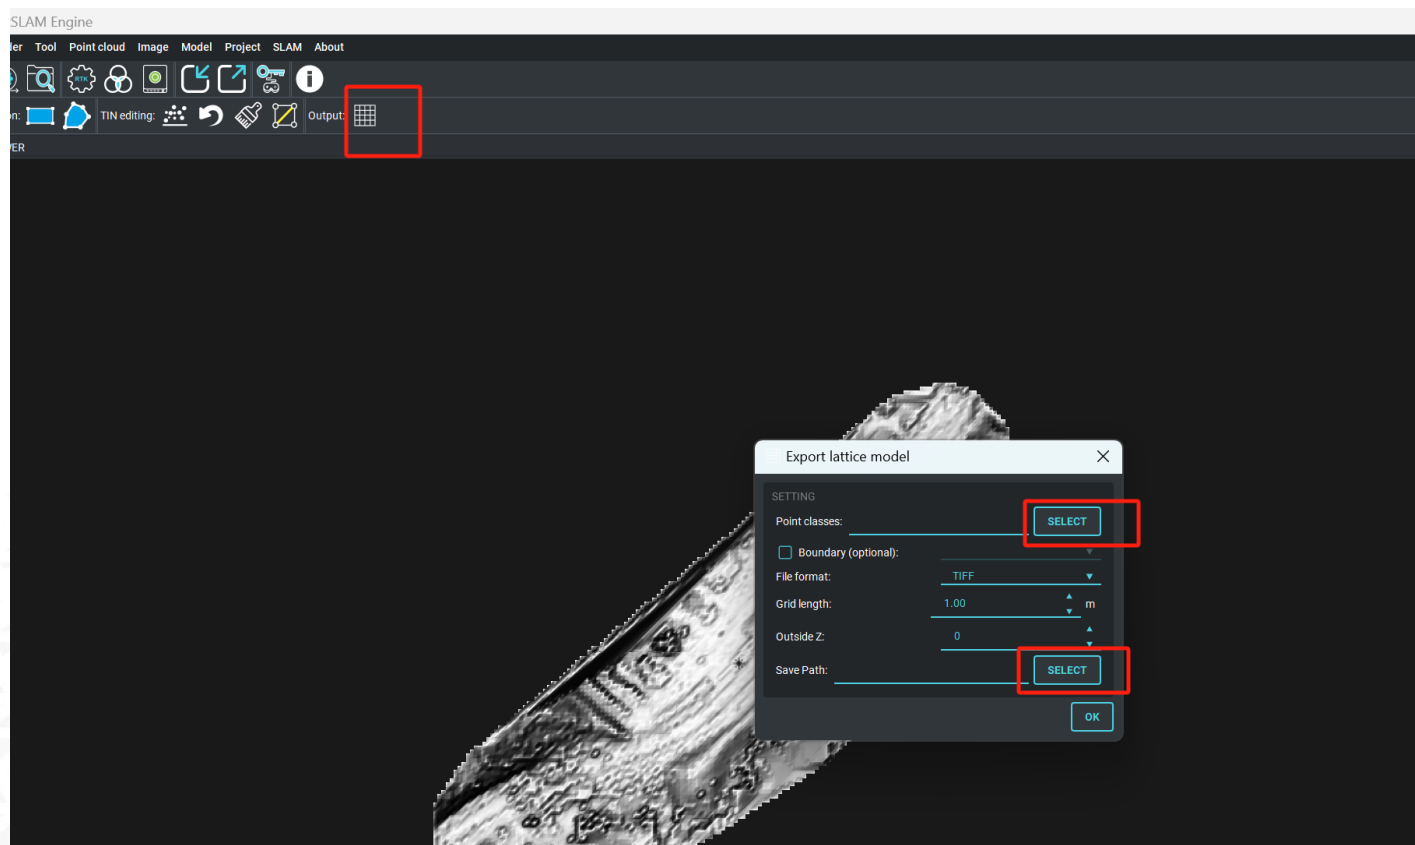 SLAM Engine
Tool Point cloud Image Model Project SLAM About
RTK
TIN editing: Output:
Export lattice model
SETTING
Point classes: SELECT
Boundary (optional):
File format: TIFF
Grid length: 1.00 m
Outside Z: 0
Save Path: SELECT
OK